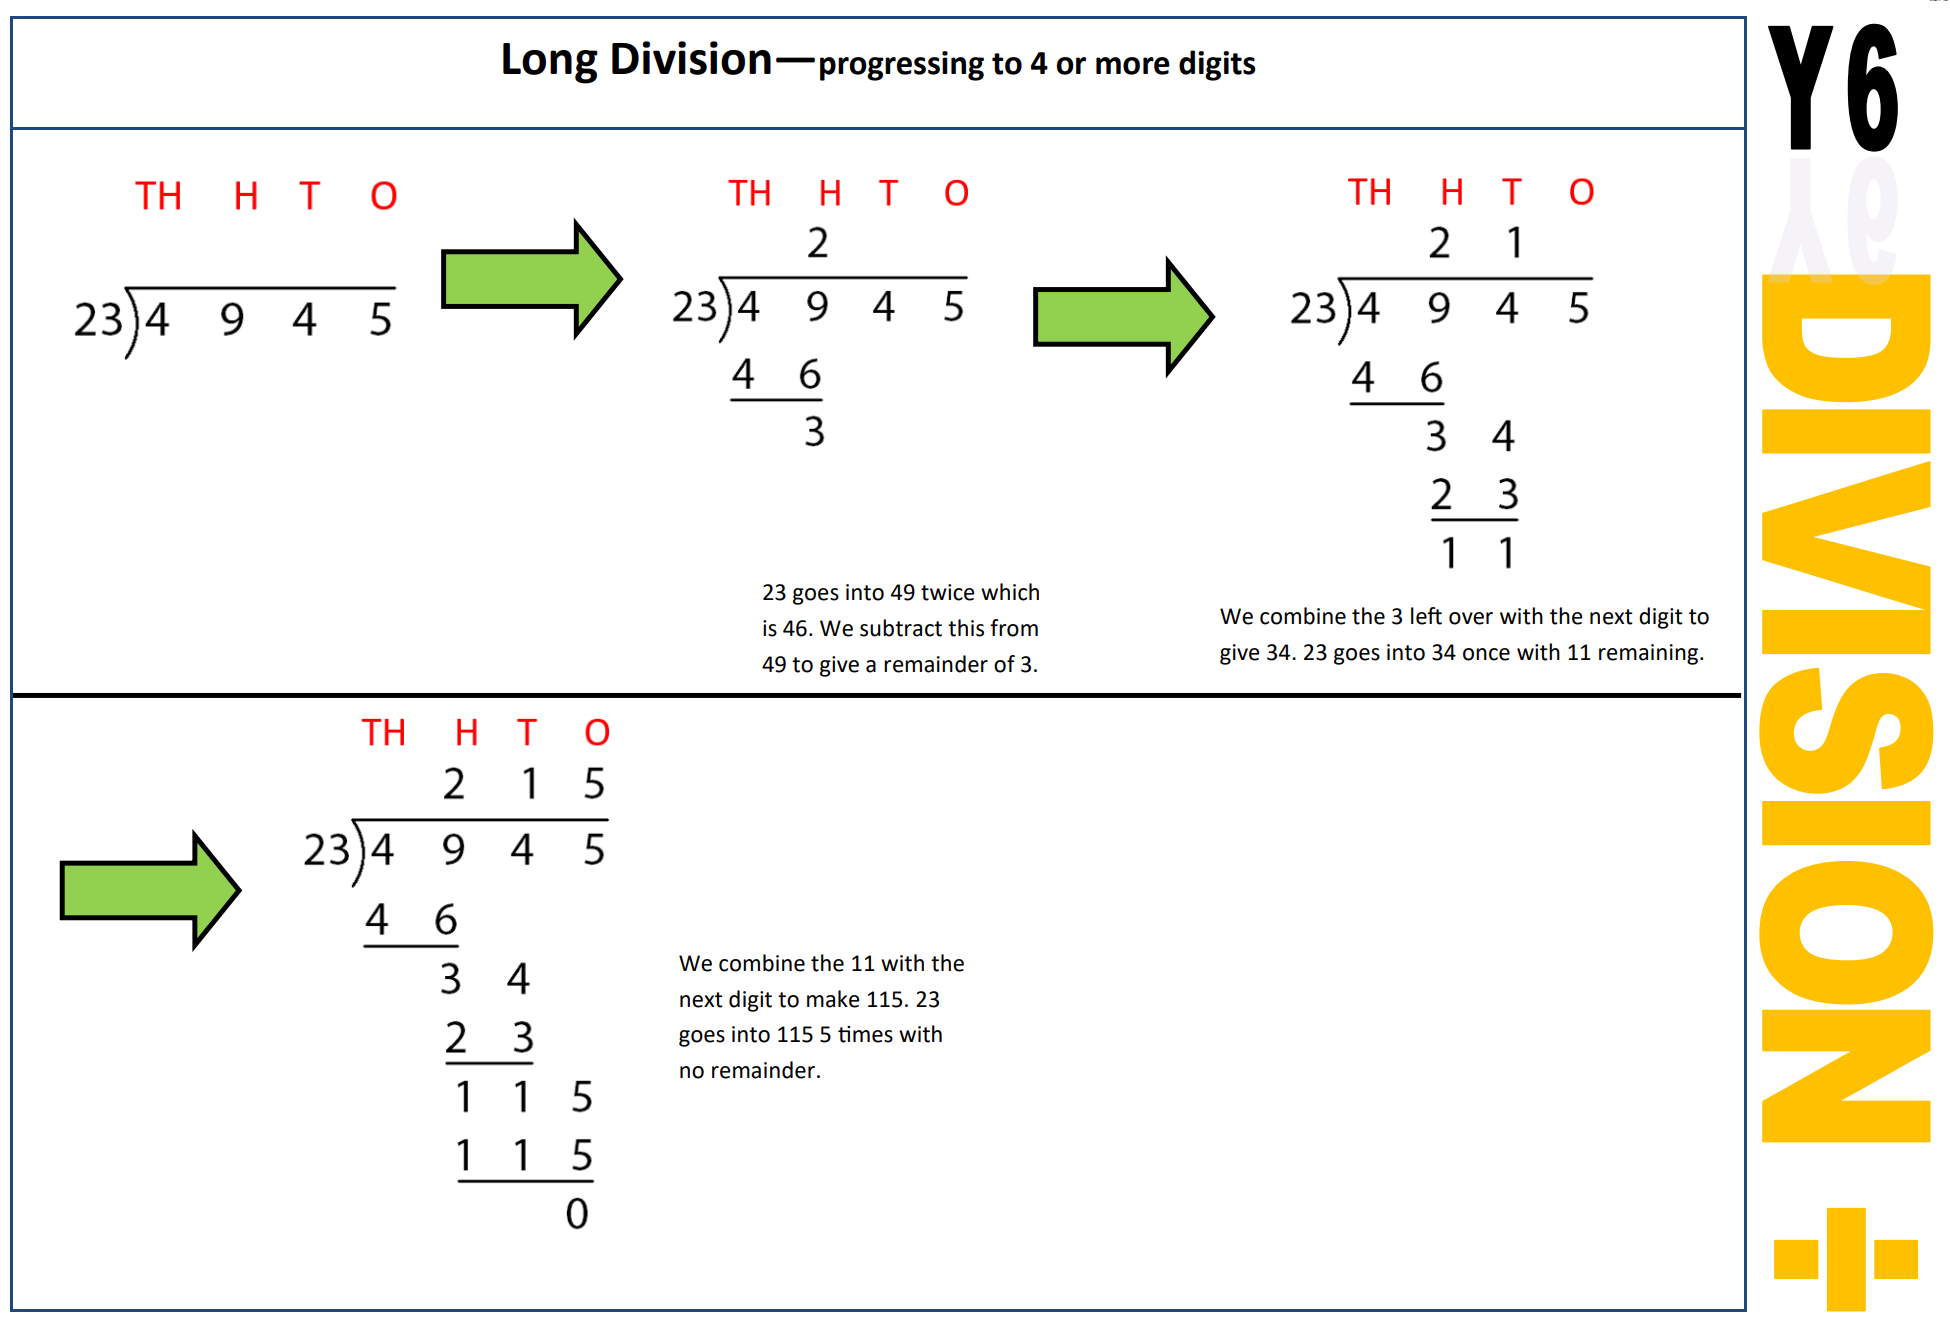 Long Division—progressing to 4 or more digits
TH H T O
23)4 9 4 5
TH H T O
2
23)4 9 4 5
4 6
3
23 goes into 49 twice which
is 46. We subtract this from
49 to give a remainder of 3.
TH H T O
2 1
23)4 9 4 5
4 6
3 4
2 3
1 1
We combine the 3 left over with the next digit to
give 34. 23 goes into 34 once with 11 remaining.
TH H T O
2 1 5
23)4 9 4 5
4 6
3 4
2 3
1 1 5
1 1 5
0
We combine the 11 with the
next digit to make 115. 23
goes into 115 5 times with
no remainder.
Y6
DIVISION ÷